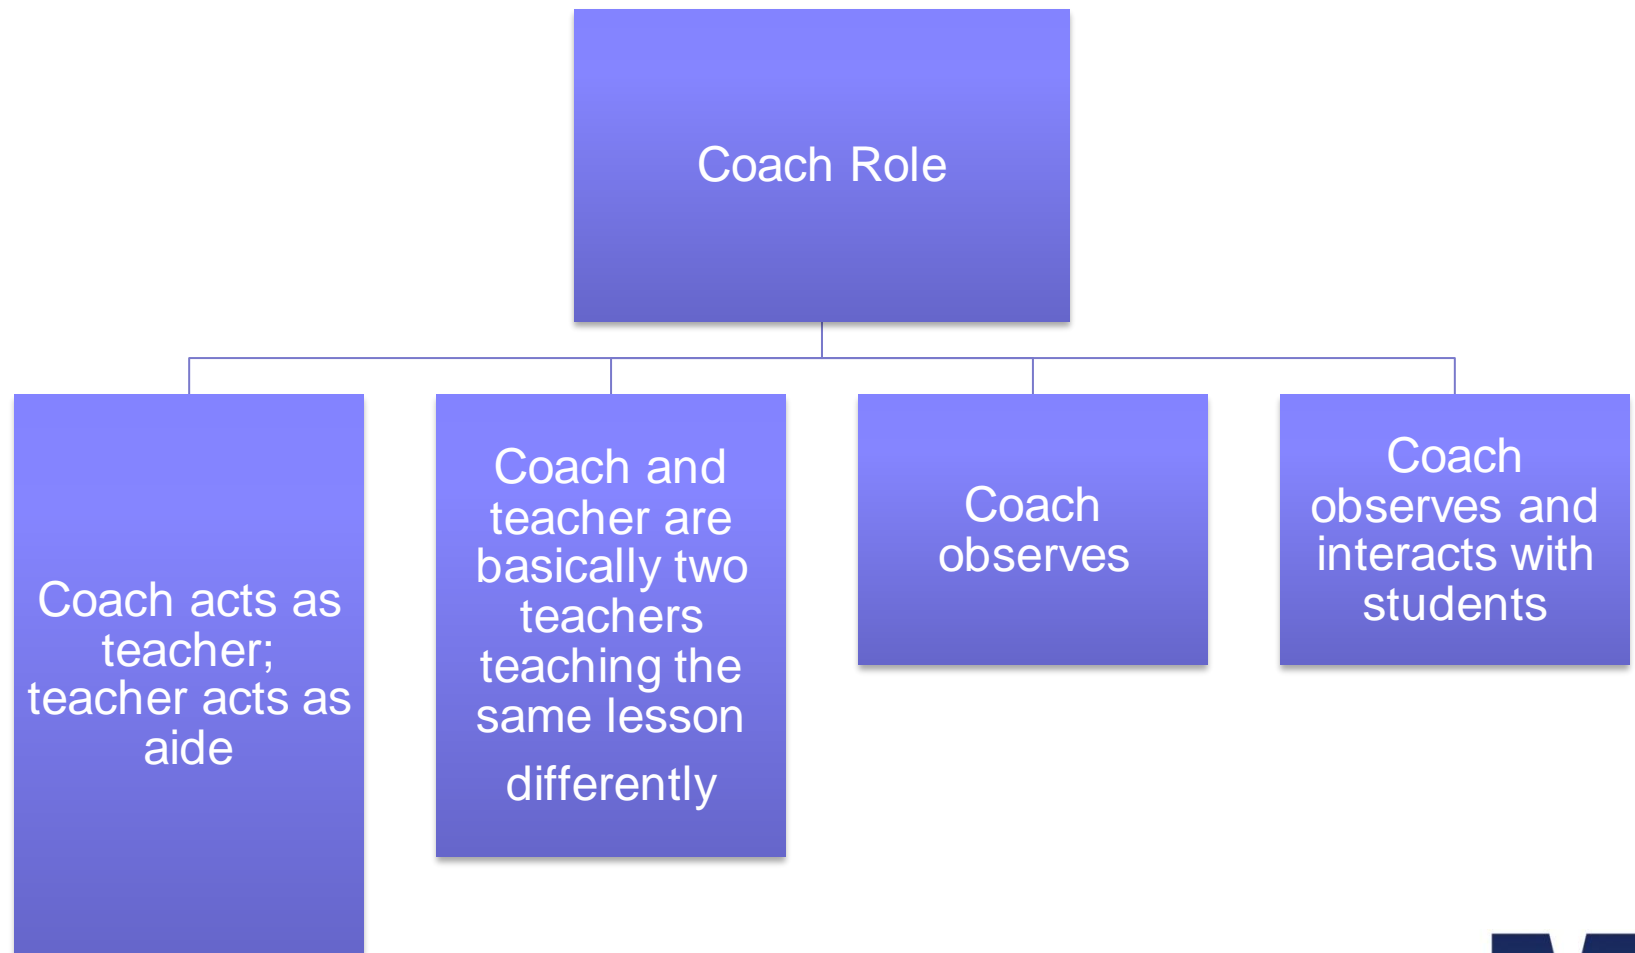 Coach Role
Coach acts as
teacher;
teacher acts as
aide
Coach and
teacher are
basically two
teachers
teaching the
same lesson
differently
Coach
observes
Coach
observes and
interacts with
students